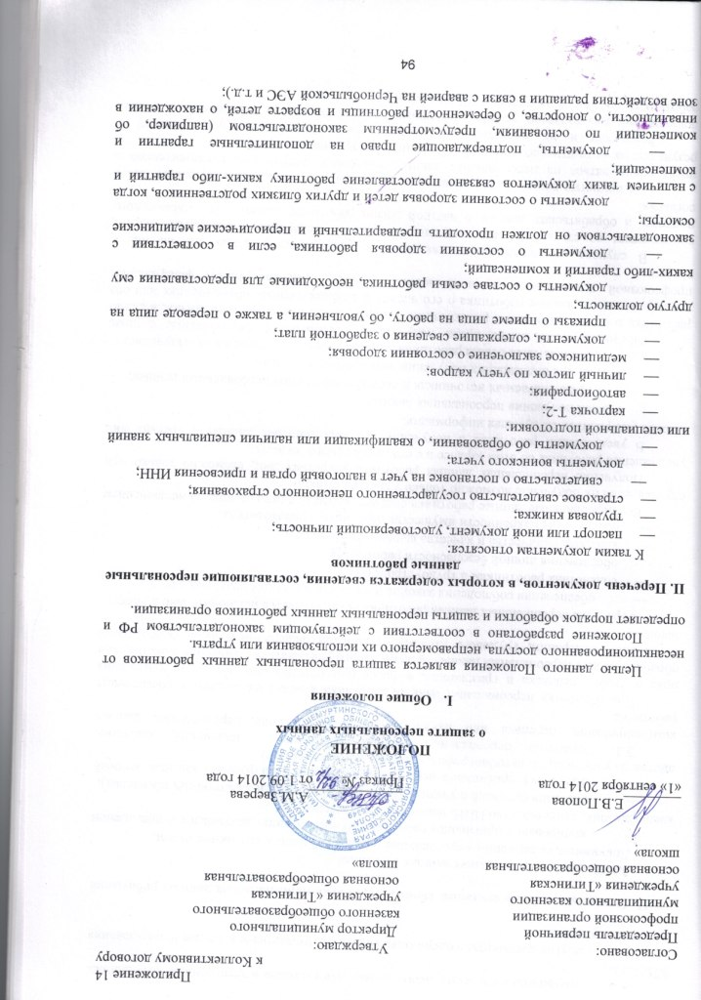 Приложение 14
к Коллективному договору
Согласовано:
Председатель первичной
профсоюзной организации
муниципального казенного
учреждения «Тигинская
основная общеобразовательная
школа»
Е.В.Попова
«1» сентября 2014 года
Утверждаю:
Директор муниципального
казенного общеобразовательного
учреждения «Тигинская
основная общеобразовательная
школа»
А.М.Зверева
Приказ № 92/2 от 1.09.2014 года
ПОЛОЖЕНИЕ
о защите персональных данных
I. Общие положения
Целью данного Положения является защита персональных данных работников от
несанкционированного доступа, неправомерного их использования или утраты.
Положение разработано в соответствии с действующим законодательством РФ и
определяет порядок обработки и защиты персональных данных работников организации.
II. Перечень документов, в которых содержатся сведения, составляющие персональные
данные работников
К таким документам относятся:
— паспорт или иной документ, удостоверяющий личность;
— трудовая книжка;
— страховое свидетельство государственного пенсионного страхования;
— свидетельство о постановке на учет в налоговый орган и присвоения ИНН;
— документы воинского учета;
— документы об образовании, о квалификации или наличии специальных знаний
или специальной подготовки;
— карточка Т-2;
— автобиография;
— личный листок по учету кадров;
— медицинское заключение о состоянии здоровья;
— документы, содержащие сведения о заработной плат;
— приказы о приеме лица на работу, об увольнении, а также о переводе лица на
другую должность;
— документы о составе семьи работника, необходимые для предоставления ему
каких-либо гарантий и компенсаций;
— документы о состоянии здоровья работника, если в соответствии с
законодательством он должен проходить предварительный и периодические медицинские
осмотры;
— документы о состоянии здоровья детей и других близких родственников, когда
с наличием таких документов связано предоставление работнику каких-либо гарантий и
компенсаций;
— документы, подтверждающие право на дополнительные гарантии и
компенсации по основаниям, предусмотренным законодательством (например, об
инвалидности, о донорстве, о беременности работницы и возрасте детей, о нахождении в
зоне воздействия радиации в связи с аварией на Чернобыльской АЭС и т.д.);
94